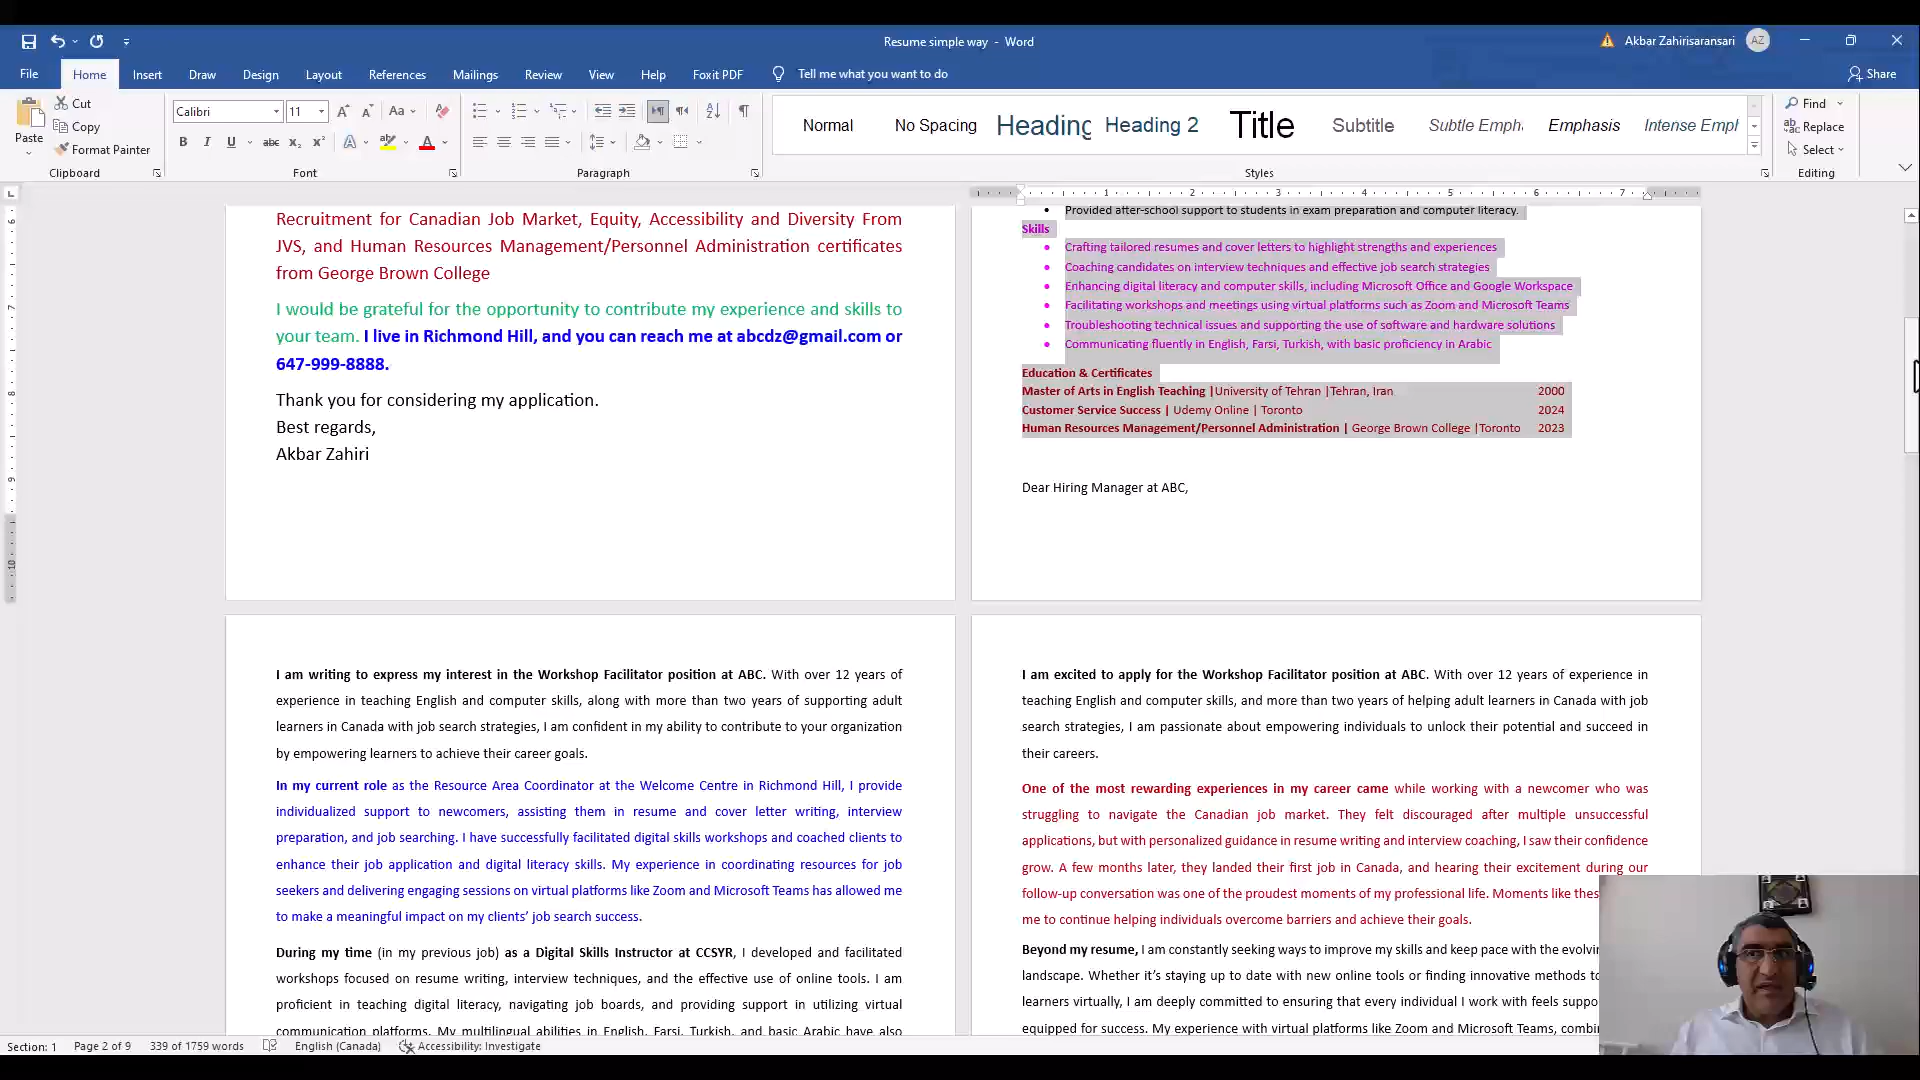 Resume simple way - Word
Akbar Zahirisaransari
AZ
File
Home
Insert
Draw
Design
Layout
References
Mailings
Review
View
Help
Foxit PDF
Tell me what you want to do
Share
Paste
Cut
Copy
Format Painter
Clipboard
Calibri
11
Font
Paragraph
Normal
No Spacing
Heading
Heading 2
Title
Subtitle
Subtle Emph
Emphasis
Intense Emph
Styles
Find
Replace
Select
Editing
1 2 3 4 5 6 7
Recruitment for Canadian Job Market, Equity, Accessibility and Diversity From
JVS, and Human Resources Management/Personnel Administration certificates
from George Brown College
I would be grateful for the opportunity to contribute my experience and skills to
your team. I live in Richmond Hill, and you can reach me at abcdz@gmail.com or
647-999-8888.
Thank you for considering my application.
Best regards,
Akbar Zahiri
• Provided after-school support to students in exam preparation and computer literacy.
Skills
• Crafting tailored resumes and cover letters to highlight strengths and experiences
• Coaching candidates on interview techniques and effective job search strategies
• Enhancing digital literacy and computer skills, including Microsoft Office and Google Workspace
• Facilitating workshops and meetings using virtual platforms such as Zoom and Microsoft Teams
• Troubleshooting technical issues and supporting the use of software and hardware solutions
• Communicating fluently in English, Farsi, Turkish, with basic proficiency in Arabic
Education & Certificates
Master of Arts in English Teaching |University of Tehran |Tehran, Iran 2000
Customer Service Success | Udemy Online | Toronto 2024
Human Resources Management/Personnel Administration | George Brown College |Toronto 2023
Dear Hiring Manager at ABC,
I am writing to express my interest in the Workshop Facilitator position at ABC. With over 12 years of
experience in teaching English and computer skills, along with more than two years of supporting adult
learners in Canada with job search strategies, I am confident in my ability to contribute to your organization
by empowering learners to achieve their career goals.
In my current role as the Resource Area Coordinator at the Welcome Centre in Richmond Hill, I provide
individualized support to newcomers, assisting them in resume and cover letter writing, interview
preparation, and job searching. I have successfully facilitated digital skills workshops and coached clients to
enhance their job application and digital literacy skills. My experience in coordinating resources for job
seekers and delivering engaging sessions on virtual platforms like Zoom and Microsoft Teams has allowed me
to make a meaningful impact on my clients’ job search success.
During my time (in my previous job) as a Digital Skills Instructor at CCSYR, I developed and facilitated
workshops focused on resume writing, interview techniques, and the effective use of online tools. I am
proficient in teaching digital literacy, navigating job boards, and providing support in utilizing virtual
communication platforms. My multilingual abilities in English, Farsi, Turkish, and basic Arabic have also
I am excited to apply for the Workshop Facilitator position at ABC. With over 12 years of experience in
teaching English and computer skills, and more than two years of helping adult learners in Canada with job
search strategies, I am passionate about empowering individuals to unlock their potential and succeed in
their careers.
One of the most rewarding experiences in my career came while working with a newcomer who was
struggling to navigate the Canadian job market. They felt discouraged after multiple unsuccessful
applications, but with personalized guidance in resume writing and interview coaching, I saw their confidence
grow. A few months later, they landed their first job in Canada, and hearing their excitement during our
follow-up conversation was one of the proudest moments of my professional life. Moments like thes
me to continue helping individuals overcome barriers and achieve their goals.
Beyond my resume, I am constantly seeking ways to improve my skills and keep pace with the evolvin
landscape. Whether it’s staying up to date with new online tools or finding innovative methods to
learners virtually, I am deeply committed to ensuring that every individual I work with feels suppo
equipped for success. My experience with virtual platforms like Zoom and Microsoft Teams, combin
Section: 1
Page 2 of 9
339 of 1759 words
English (Canada)
Accessibility: Investigate